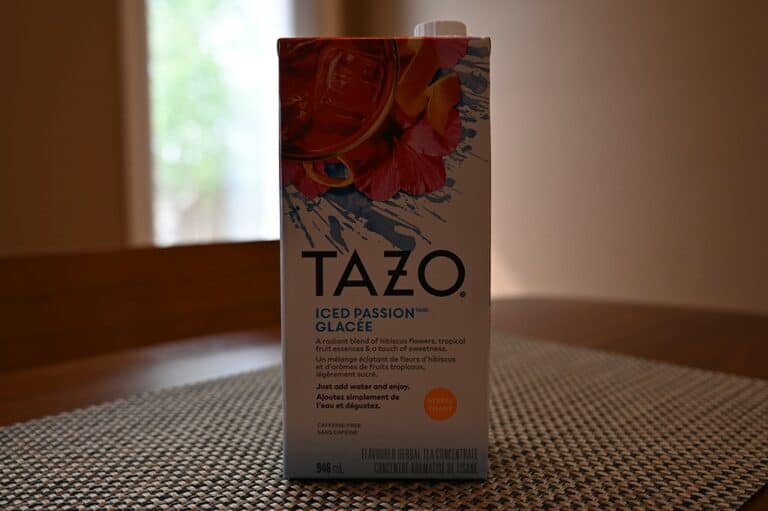 TAZO
ICED PASSION
GLACÉE
A radiant blend of hibiscus flowers, tropical
fruit essences & a touch of sweetness.
Un mélange éclatant de fleurs d'hibiscus
et d'arômes de fruits tropicaux,
légèrement sucré.
Just add water and enjoy.
Ajoutez simplement de
l'eau et dégustez.
HERBAL
TISANE
CAFFEINE-FREE
SANS CAFÉINE
FLAVOURED HERBAL TEA CONCENTRATE
946 mL CONCENTRÉ AROMATISÉ DE TISANE